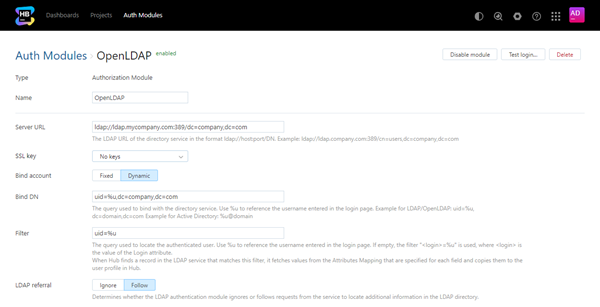 HB
Dashboards Projects Auth Modules
AD
Auth Modules OpenLDAP enabled
Disable module Test login... Delete
Type Authorization Module
Name OpenLDAP
Server URL ldap://ldap.mycompany.com:389/dc=company,dc=com
The LDAP URL of the directory service in the format ldap://host:port/DN. Example: ldap://ldap.company.com:389/cn=users,dc=company,dc=com
SSL key No keys
Bind account Fixed Dynamic
Bind DN uid=%u,dc=company,dc=com
The query used to bind with the directory service. Use %u to reference the username entered in the login page. Example for LDAP/OpenLDAP: uid=%u,
dc=domain,dc=com Example for Active Directory: %u@domain
Filter uid=%u
The query used to locate the authenticated user. Use %u to reference the username entered in the login page. If empty, the filter "<login>=%u" is used, where <login> is
the value of the Login attribute.
When Hub finds a record in the LDAP service that matches this filter, it fetches values from the Attributes Mapping that are specified for each field and copies them to the
user profile in Hub.
LDAP referral Ignore Follow
Determines whether the LDAP authentication module ignores or follows requests from the service to locate additional information in the LDAP directory.